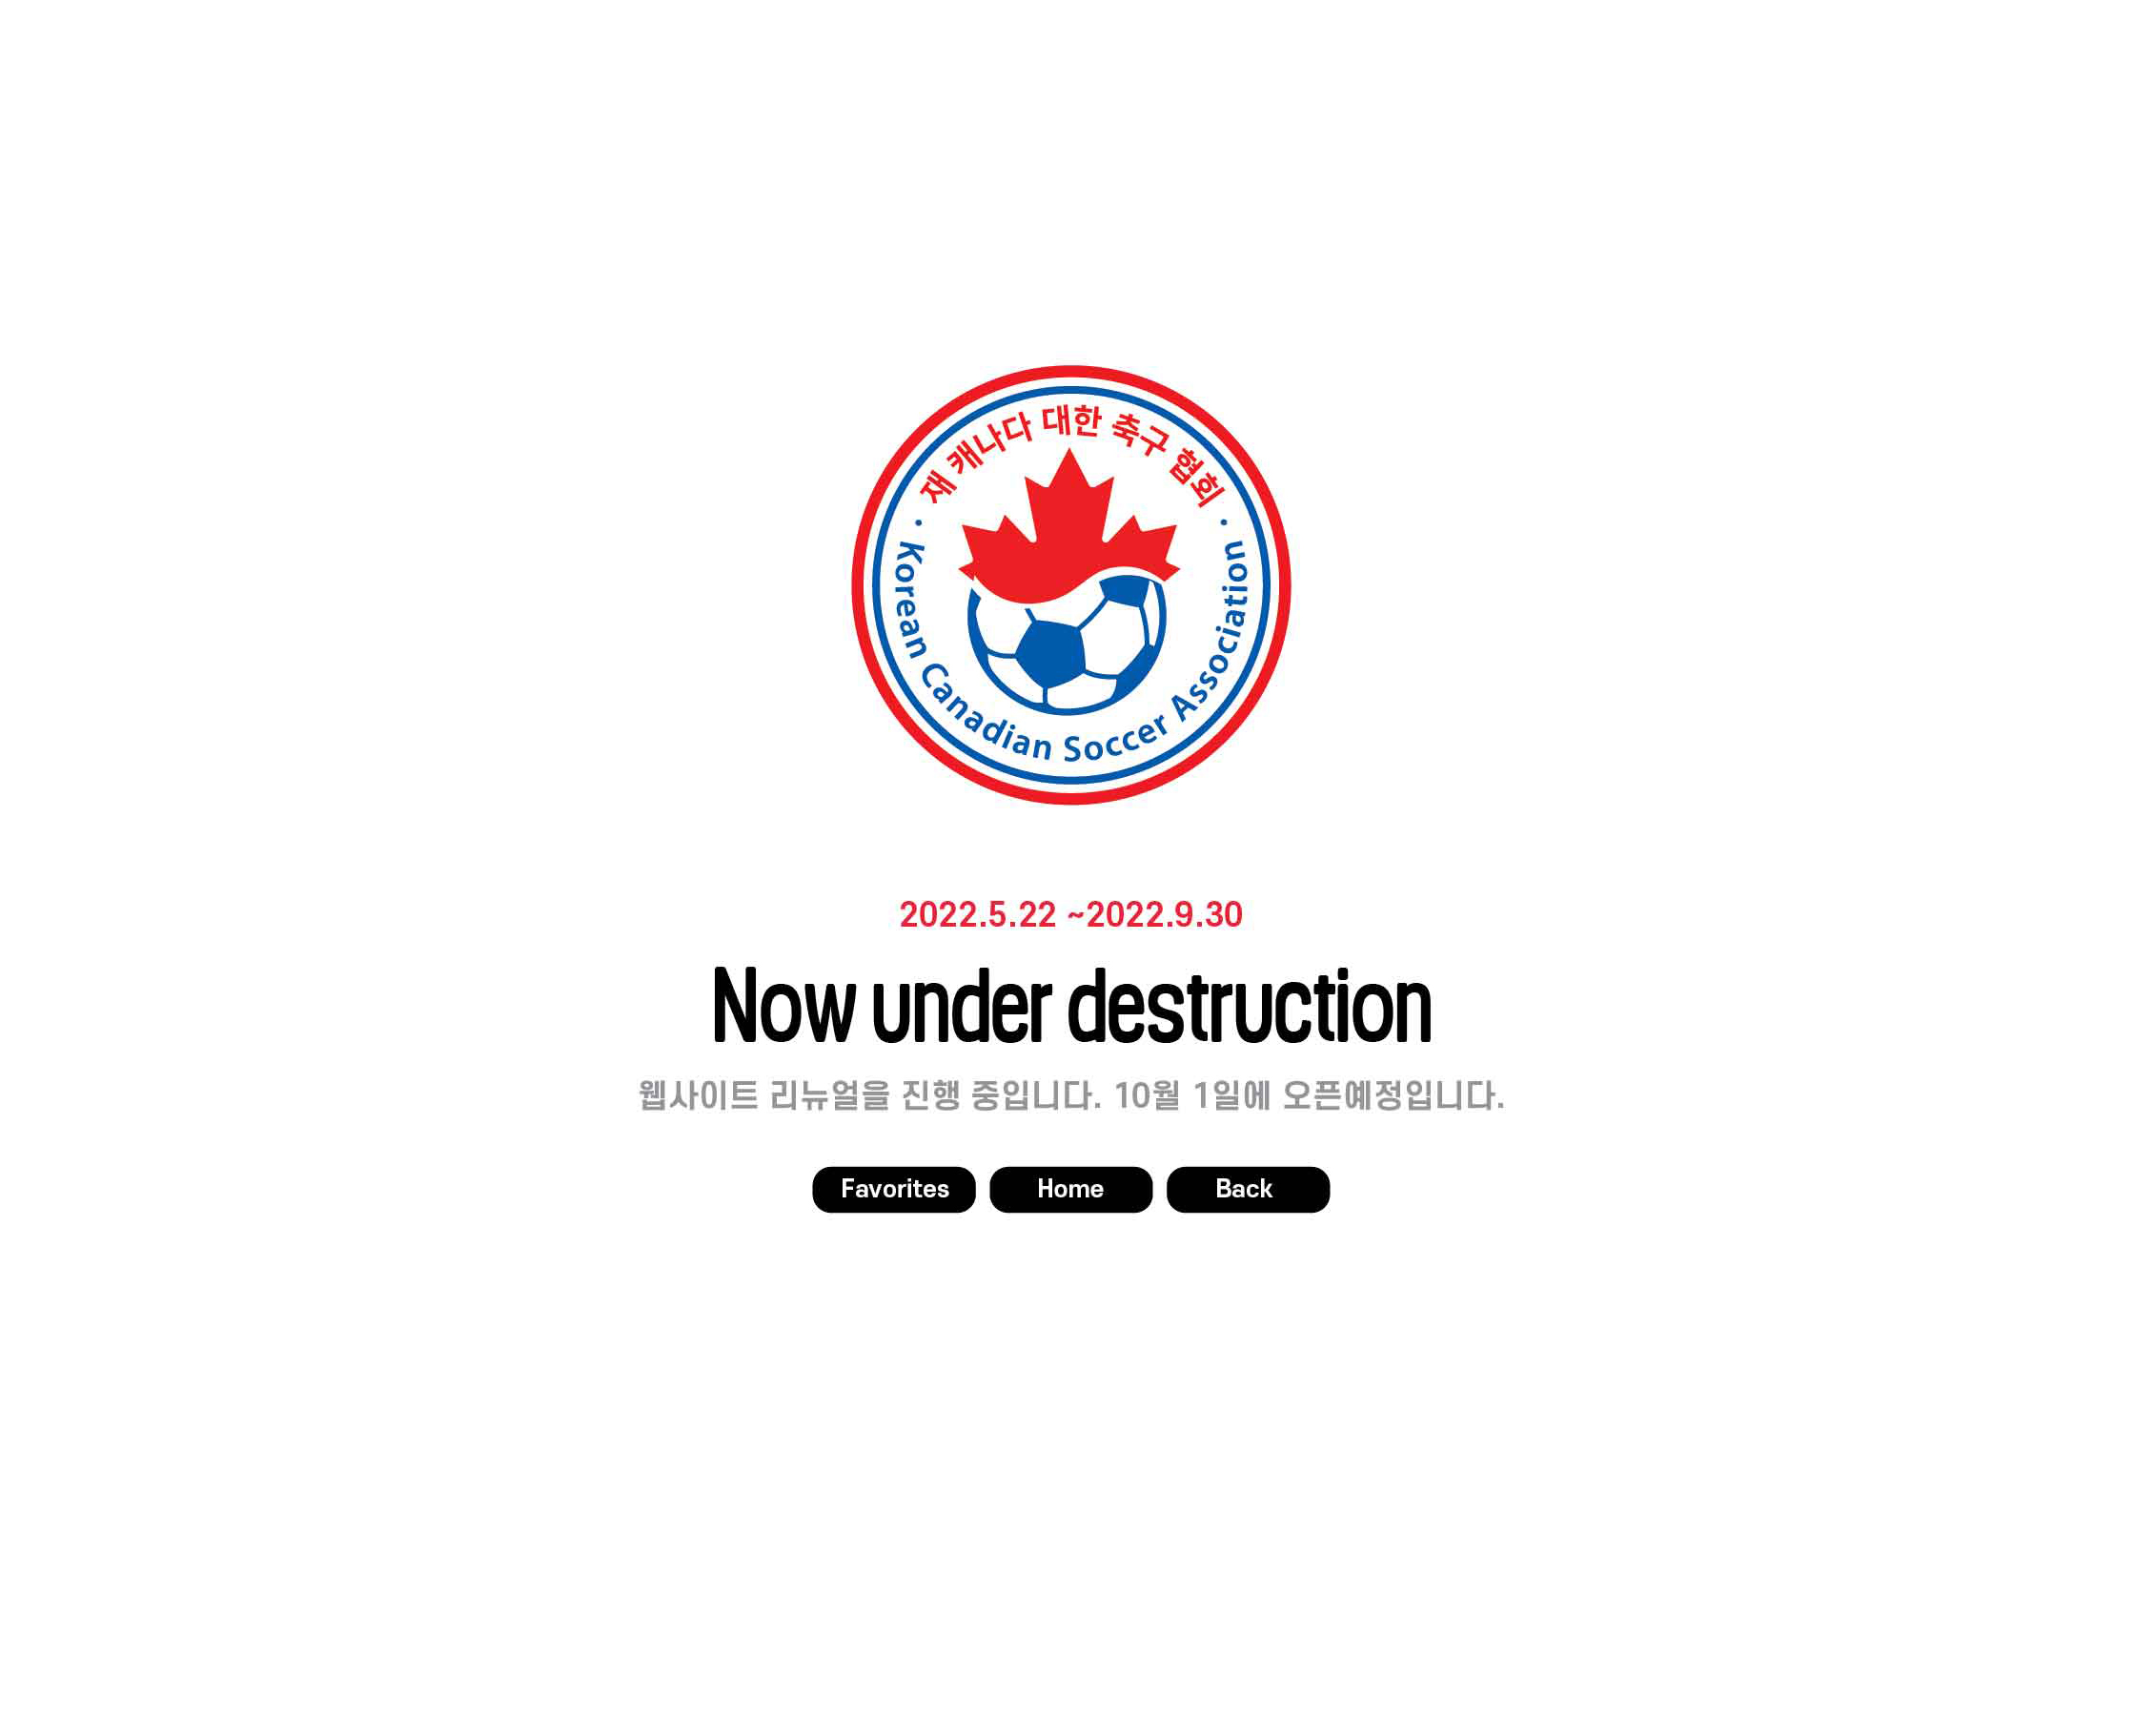 재 캐나다 대한 축구 협회
· Korean Canadian Soccer Association ·
2022.5.22 ~2022.9.30
Now under destruction
웹사이트 리뉴얼을 진행 중입니다. 10월 1일에 오픈예정입니다.
Favorites
Home
Back